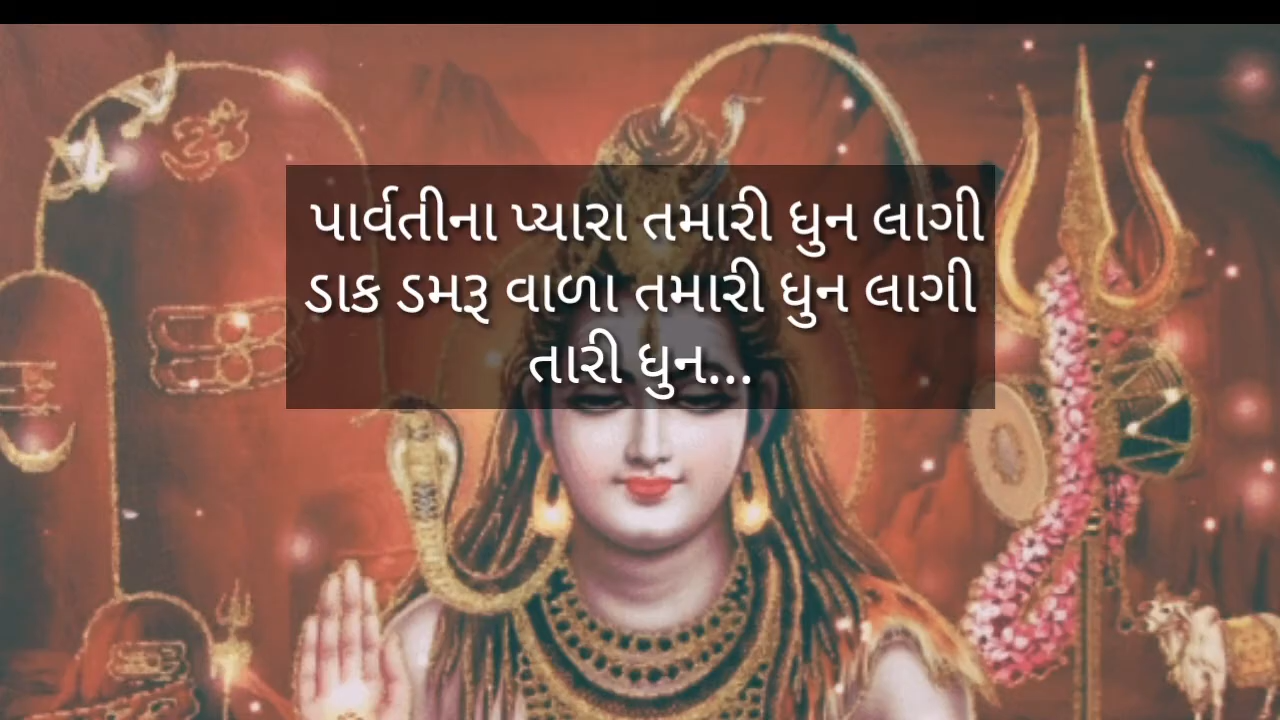 પાર્વતીના પ્યારા તમારી ધુન લાગી
ડાક ડમરૂ વાળા તમારી ધુન લાગી
તારી ધુન...
ૐ